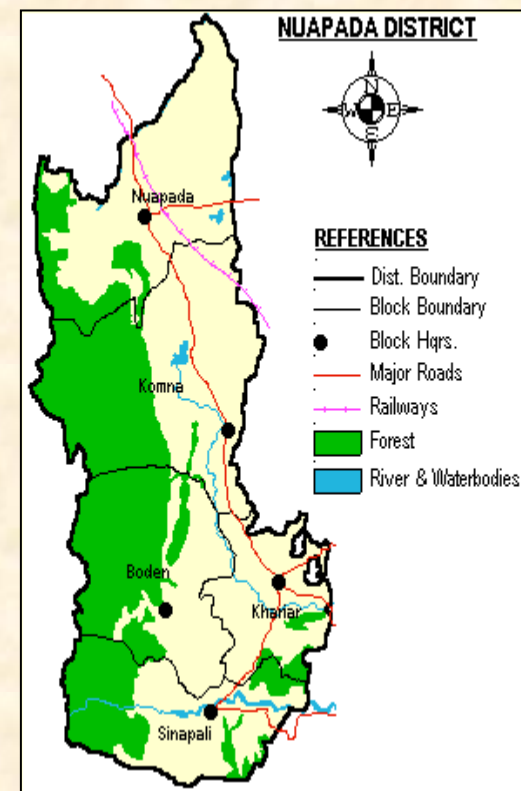 NUAPADA DISTRICT
N
W E
S
Nuapada
REFERENCES
Dist. Boundary
Block Boundary
Block Hqrs.
Major Roads
Railways
Forest
River & Waterbodies
Komna
Boden
Khariar
Sinapali